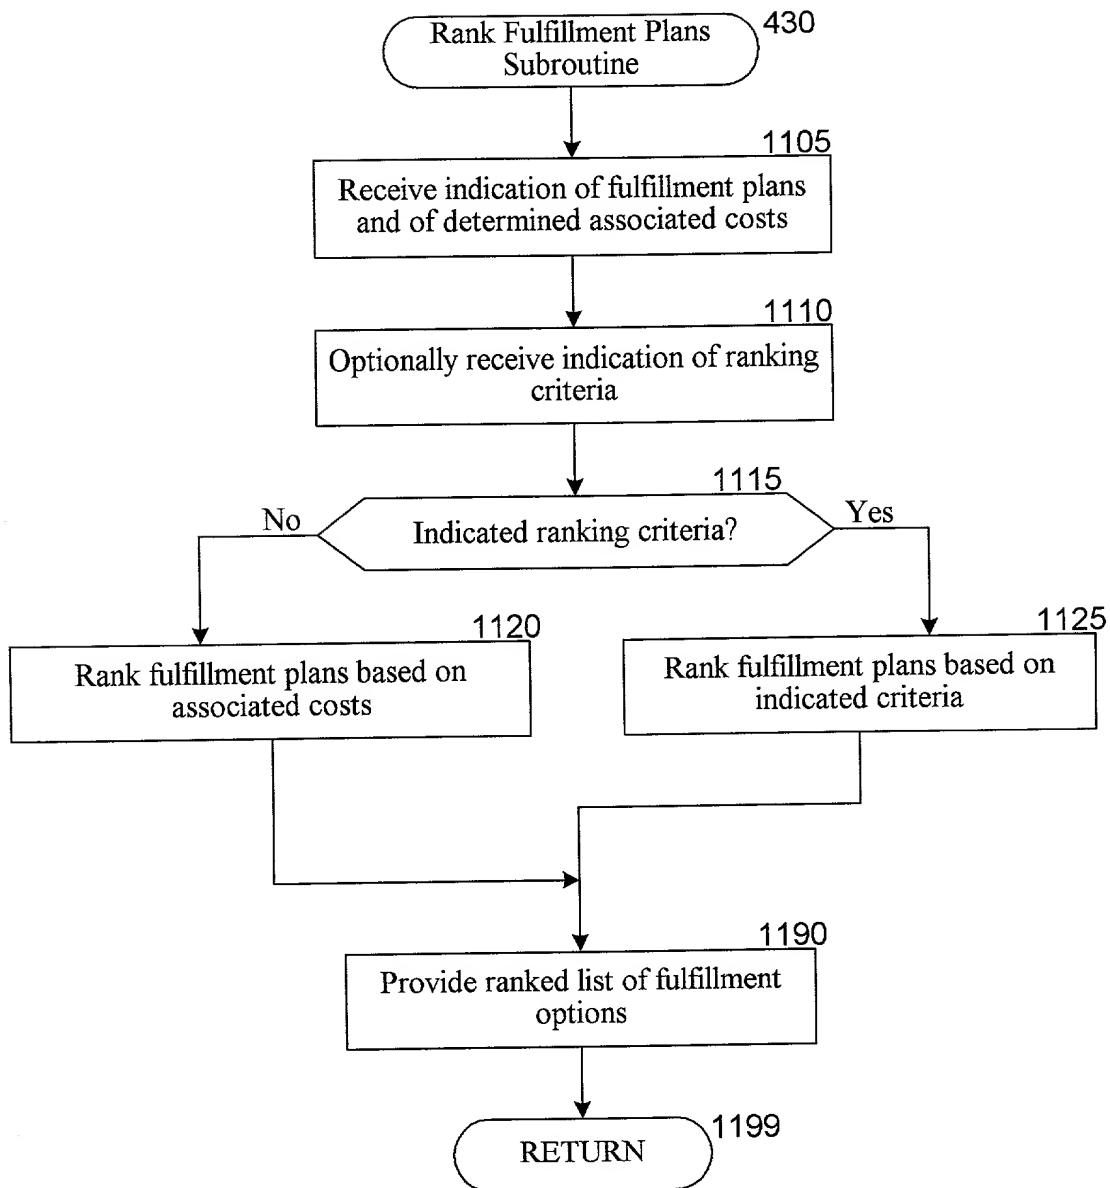 430
Rank Fulfillment Plans
Subroutine
1105
Receive indication of fulfillment plans
and of determined associated costs
1110
Optionally receive indication of ranking
criteria
1115
No
Indicated ranking criteria?
Yes
1120
Rank fulfillment plans based on
associated costs
1125
Rank fulfillment plans based on
indicated criteria
1190
Provide ranked list of fulfillment
options
1199
RETURN